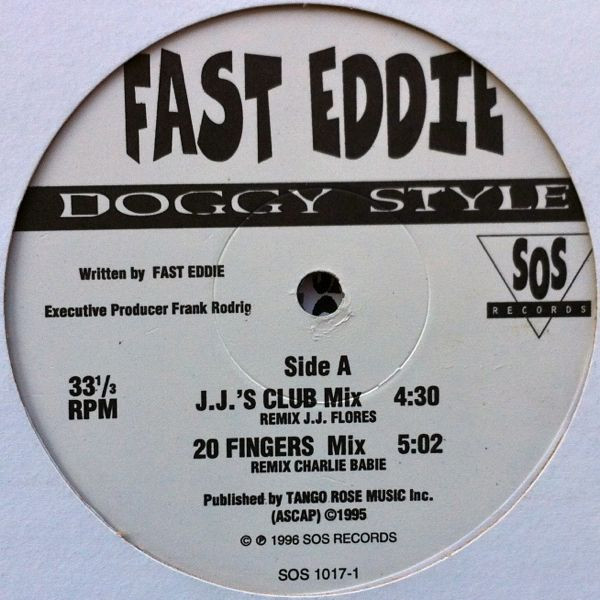 FAST EDDIE
DOGGY STYLE
SOS
RECORDS
Written by FAST EDDIE
Executive Producer Frank Rodrig
Side A
33 1/3
RPM
J.J.'S CLUB Mix 4:30
REMIX J.J. FLORES
20 FINGERS Mix 5:02
REMIX CHARLIE BABIE
Published by TANGO ROSE MUSIC Inc.
(ASCAP) ©1995
© ℗ 1996 SOS RECORDS
SOS 1017-1